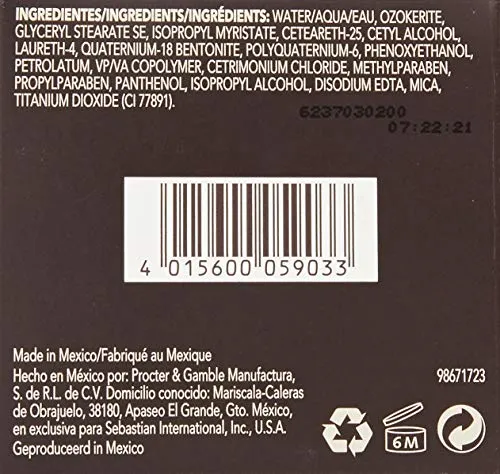 INGREDIENTES/INGREDIENTS/INGRÉDIENTS: WATER/AQUA/EAU, OZOKERITE,
GLYCERYL STEARATE SE, ISOPROPYL MYRISTATE, CETEARETH-25, CETYL ALCOHOL,
LAURETH-4, QUATERNIUM-18 BENTONITE, POLYQUATERNIUM-6, PHENOXYETHANOL,
PETROLATUM, VP/VA COPOLYMER, CETRIMONIUM CHLORIDE, METHYLPARABEN,
PROPYLPARABEN, PANTHENOL, ISOPROPYL ALCOHOL, DISODIUM EDTA, MICA,
TITANIUM DIOXIDE (CI 77891).
6237030200
07:22:21
4 015600 059033
Made in Mexico/Fabriqué au Mexique
Hecho en México por: Procter & Gamble Manufactura,
S. de R.L. de C.V. Domicilio conocido: Mariscala-Caleras
de Obrajuelo, 38180, Apaseo El Grande, Gto. México,
en exclusiva para Sebastian International, Inc., U.S.A.
Geproduceerd in Mexico
98671723
6M